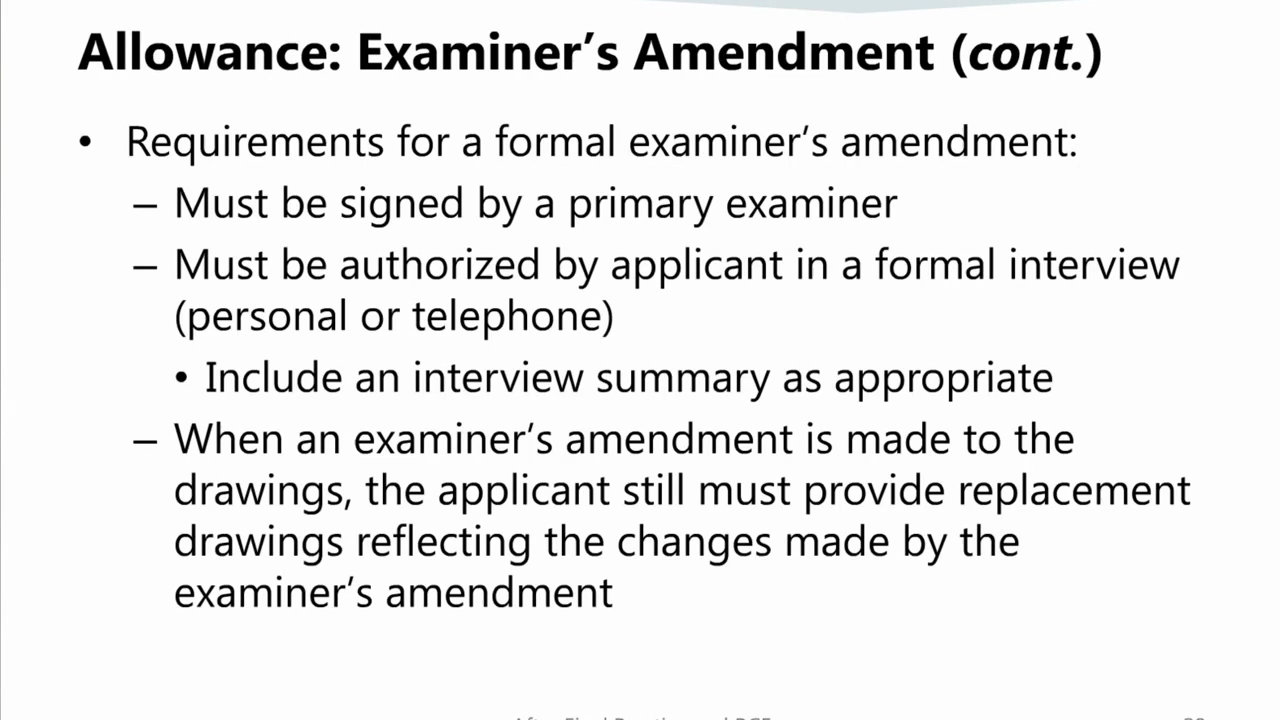 Allowance: Examiner’s Amendment (cont.)
• Requirements for a formal examiner’s amendment:
– Must be signed by a primary examiner
– Must be authorized by applicant in a formal interview
(personal or telephone)
• Include an interview summary as appropriate
– When an examiner’s amendment is made to the
drawings, the applicant still must provide replacement
drawings reflecting the changes made by the
examiner’s amendment